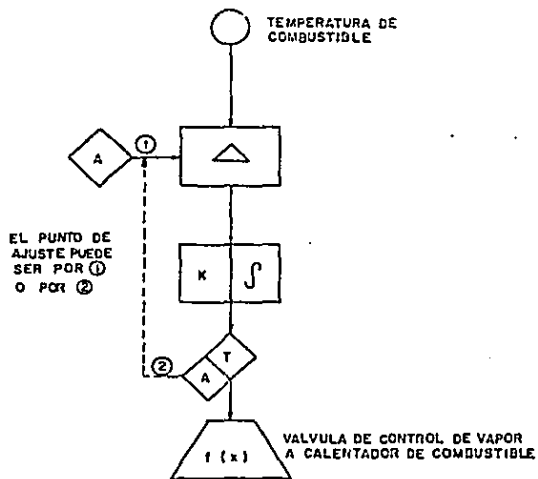 TEMPERATURA DE
COMBUSTIBLE
A
①
△
EL PUNTO DE
AJUSTE PUEDE
SER POR ①
O POR ②
K ∫
T
A
②
f(x)
VALVULA DE CONTROL DE VAPOR
A CALENTADOR DE COMBUSTIBLE